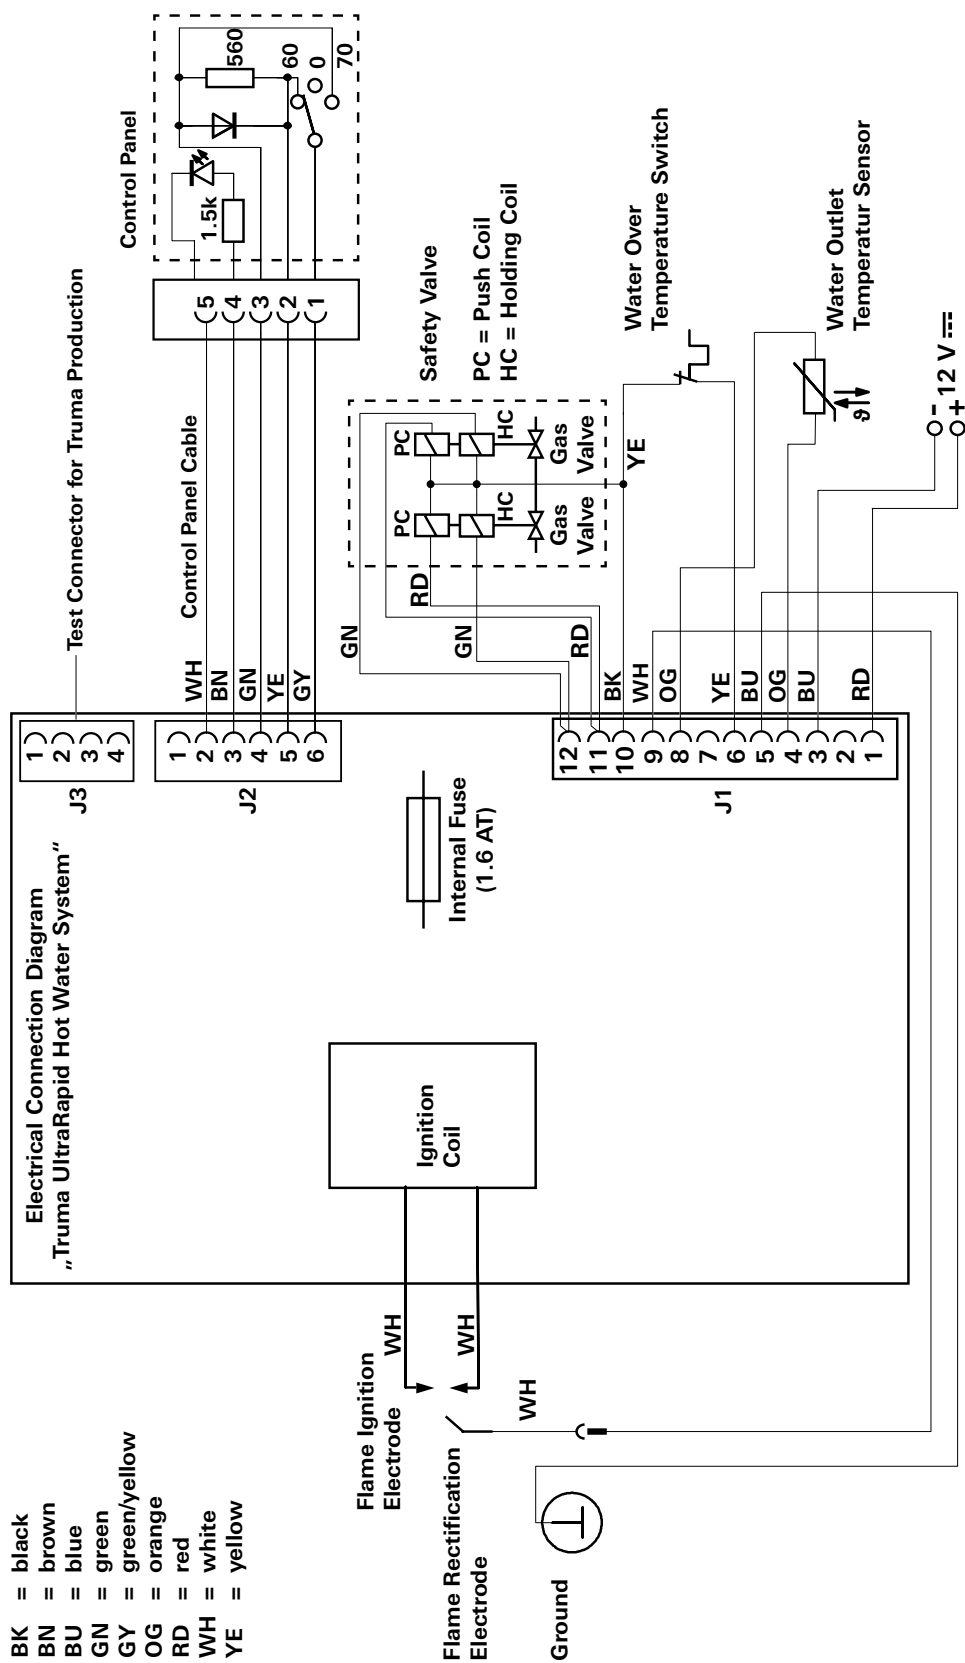 Electrical Connection Diagram
„Truma UltraRapid Hot Water System“
BK = black
BN = brown
BU = blue
GN = green
GY = green/yellow
OG = orange
RD = red
WH = white
YE = yellow
Flame Ignition
Electrode
Flame Rectification
Electrode
Ground
WH
WH
WH
Ignition
Coil
Internal Fuse
(1.6 AT)
J3
1
2
3
4
Test Connector for Truma Production
J2
1
2
3
4
5
6
WH
BN
GN
YE
GY
Control Panel Cable
5
4
3
2
1
Control Panel
1.5k
560
60
0
70
J1
12
11
10
9
8
7
6
5
4
3
2
1
GN
RD
GN
RD
BK
WH
OG
YE
BU
OG
BU
RD
PC
HC
Gas
Valve
PC
HC
Gas
Valve
Safety Valve
PC = Push Coil
HC = Holding Coil
YE
Water Over
Temperature Switch
Water Outlet
Temperatur Sensor
ϑ
-
+
12 V